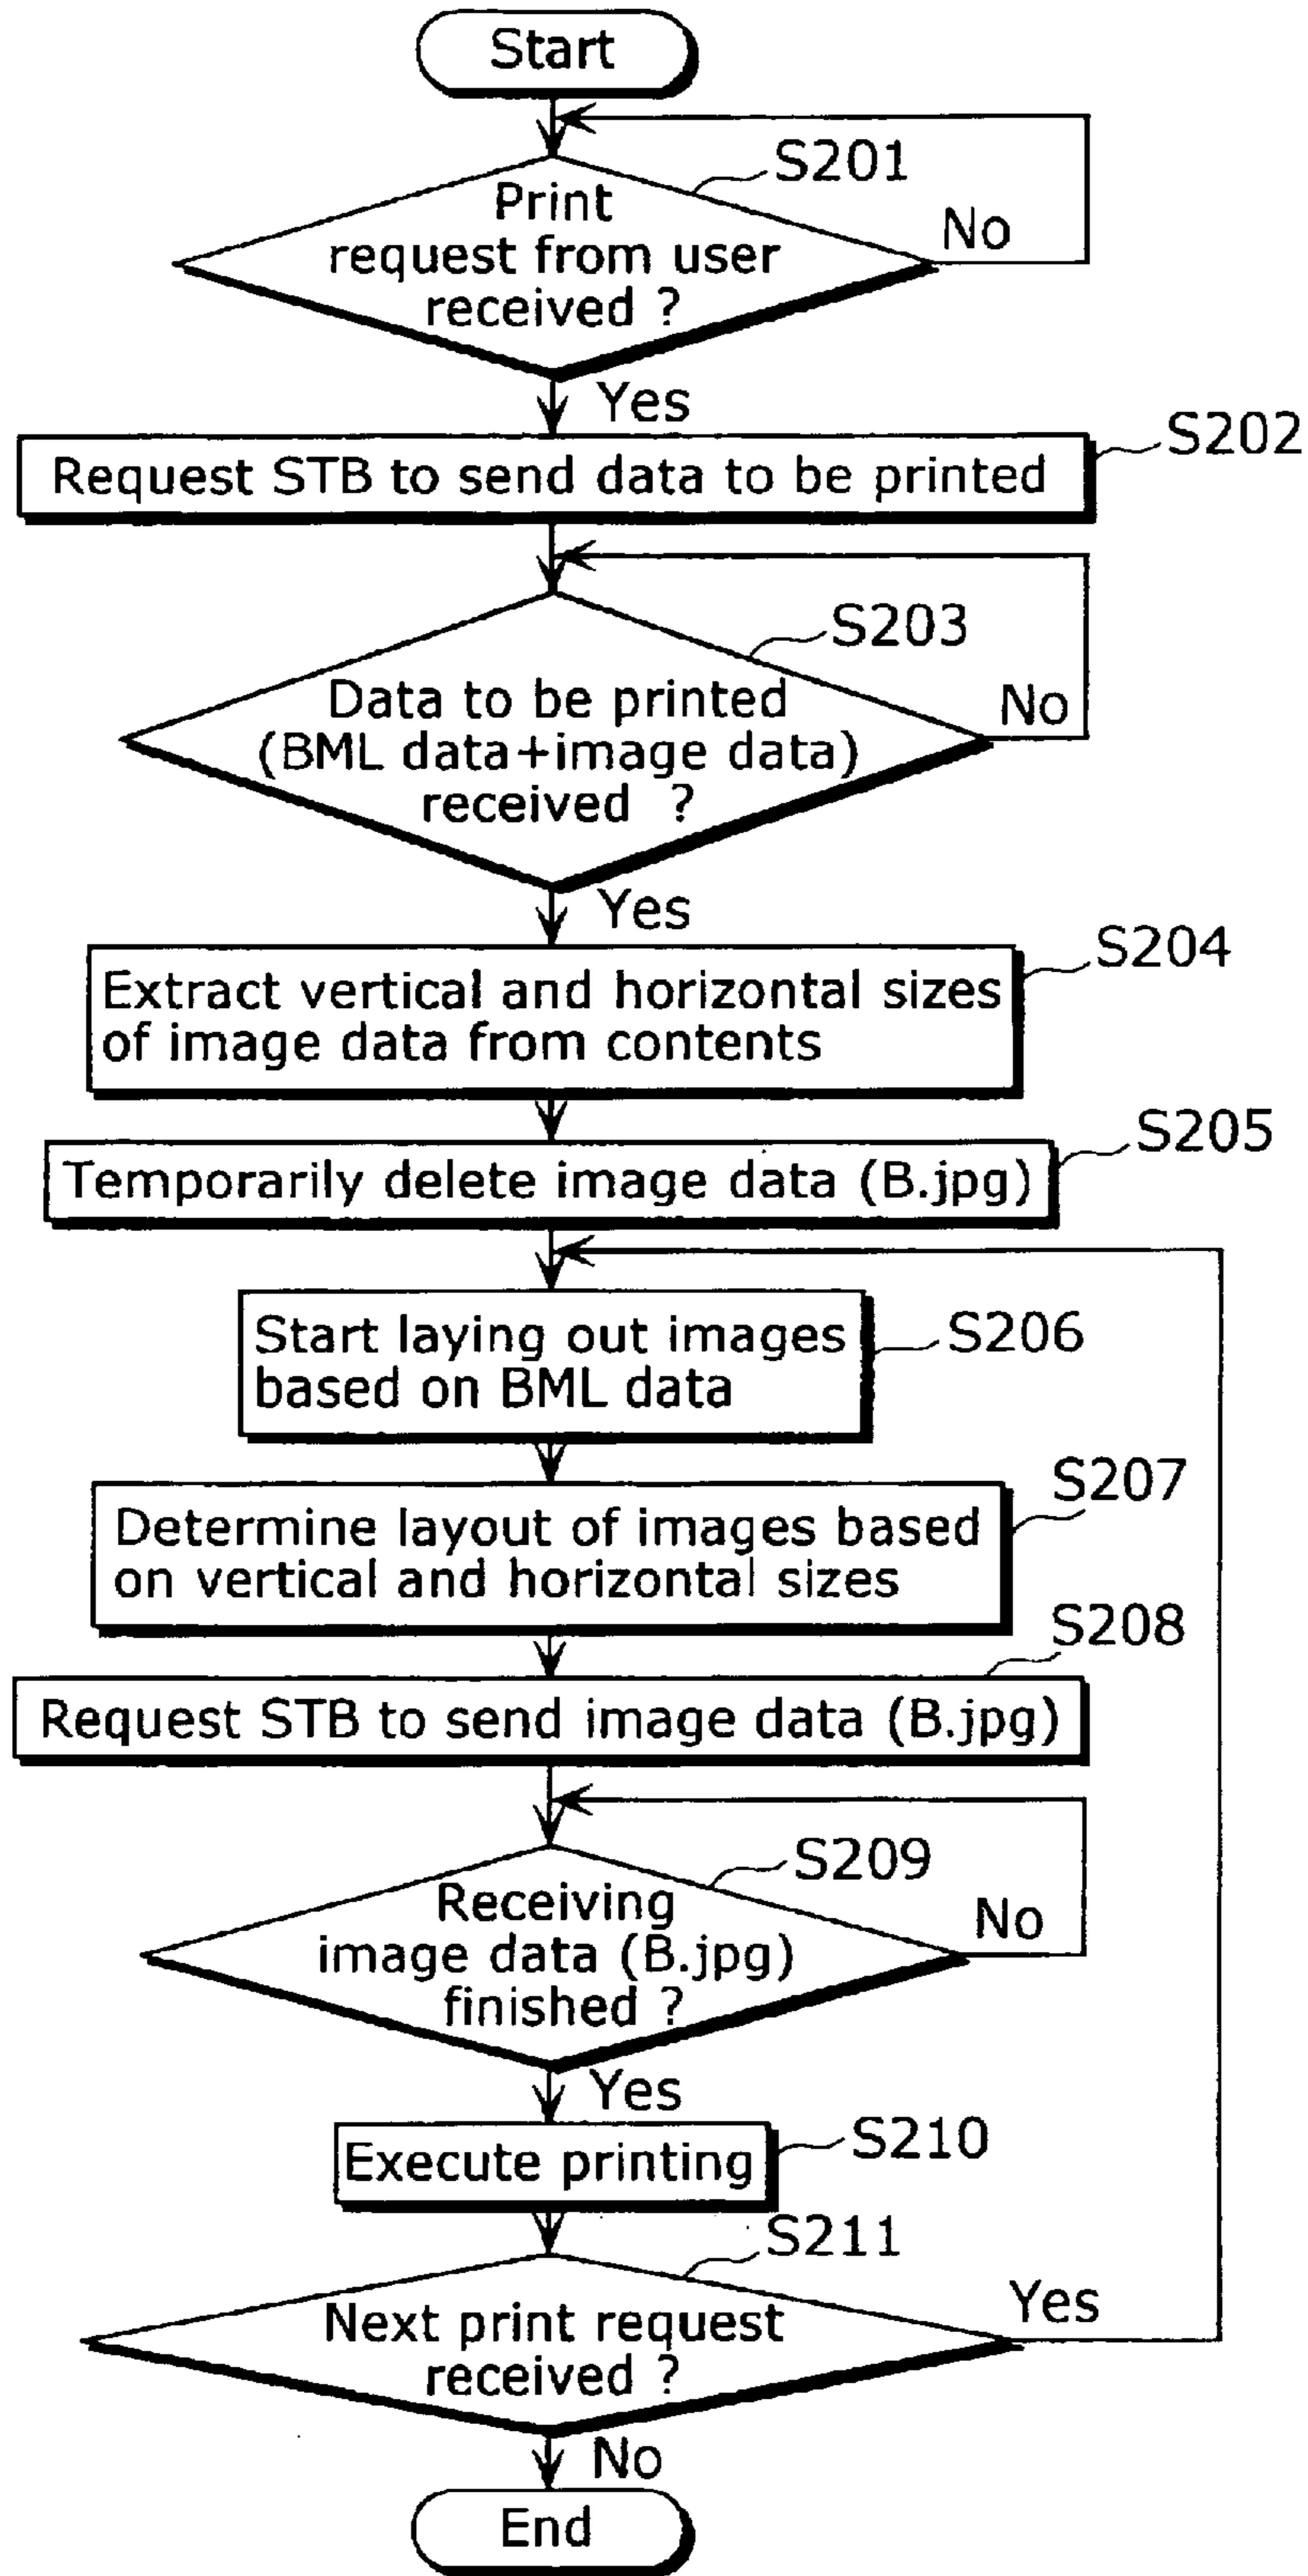 Start
S201
Print
request from user
received ?
No
Yes
S202
Request STB to send data to be printed
S203
Data to be printed
(BML data+image data)
received ?
No
Yes
S204
Extract vertical and horizontal sizes
of image data from contents
S205
Temporarily delete image data (B.jpg)
S206
Start laying out images
based on BML data
S207
Determine layout of images based
on vertical and horizontal sizes
S208
Request STB to send image data (B.jpg)
S209
Receiving
image data (B.jpg)
finished ?
No
Yes
S210
Execute printing
S211
Next print request
received ?
Yes
No
End